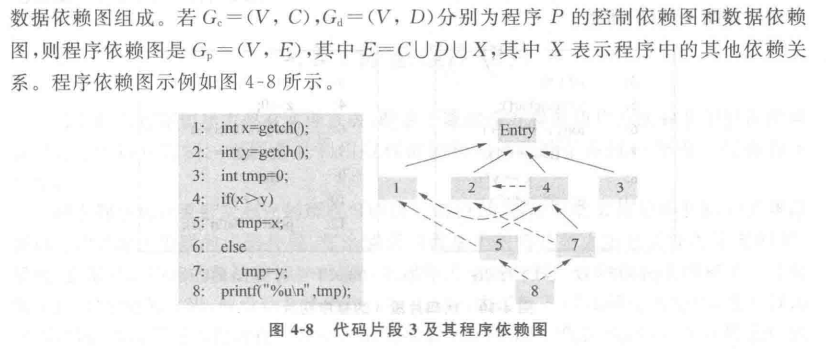 数据依赖图组成。若 Gc=(V, C),Gd=(V, D)分别为程序 P 的控制依赖图和数据依赖
图,则程序依赖图是 Gp=(V, E),其中 E=C∪D∪X,其中 X 表示程序中的其他依赖关
系。程序依赖图示例如图 4-8 所示。
1: int x=getch();
2: int y=getch();
3: int tmp=0;
4: if(x>y)
5: tmp=x;
6: else
7: tmp=y;
8: printf("%u\n",tmp);
Entry
1 2 4 3
5 7
8
图 4-8 代码片段 3 及其程序依赖图